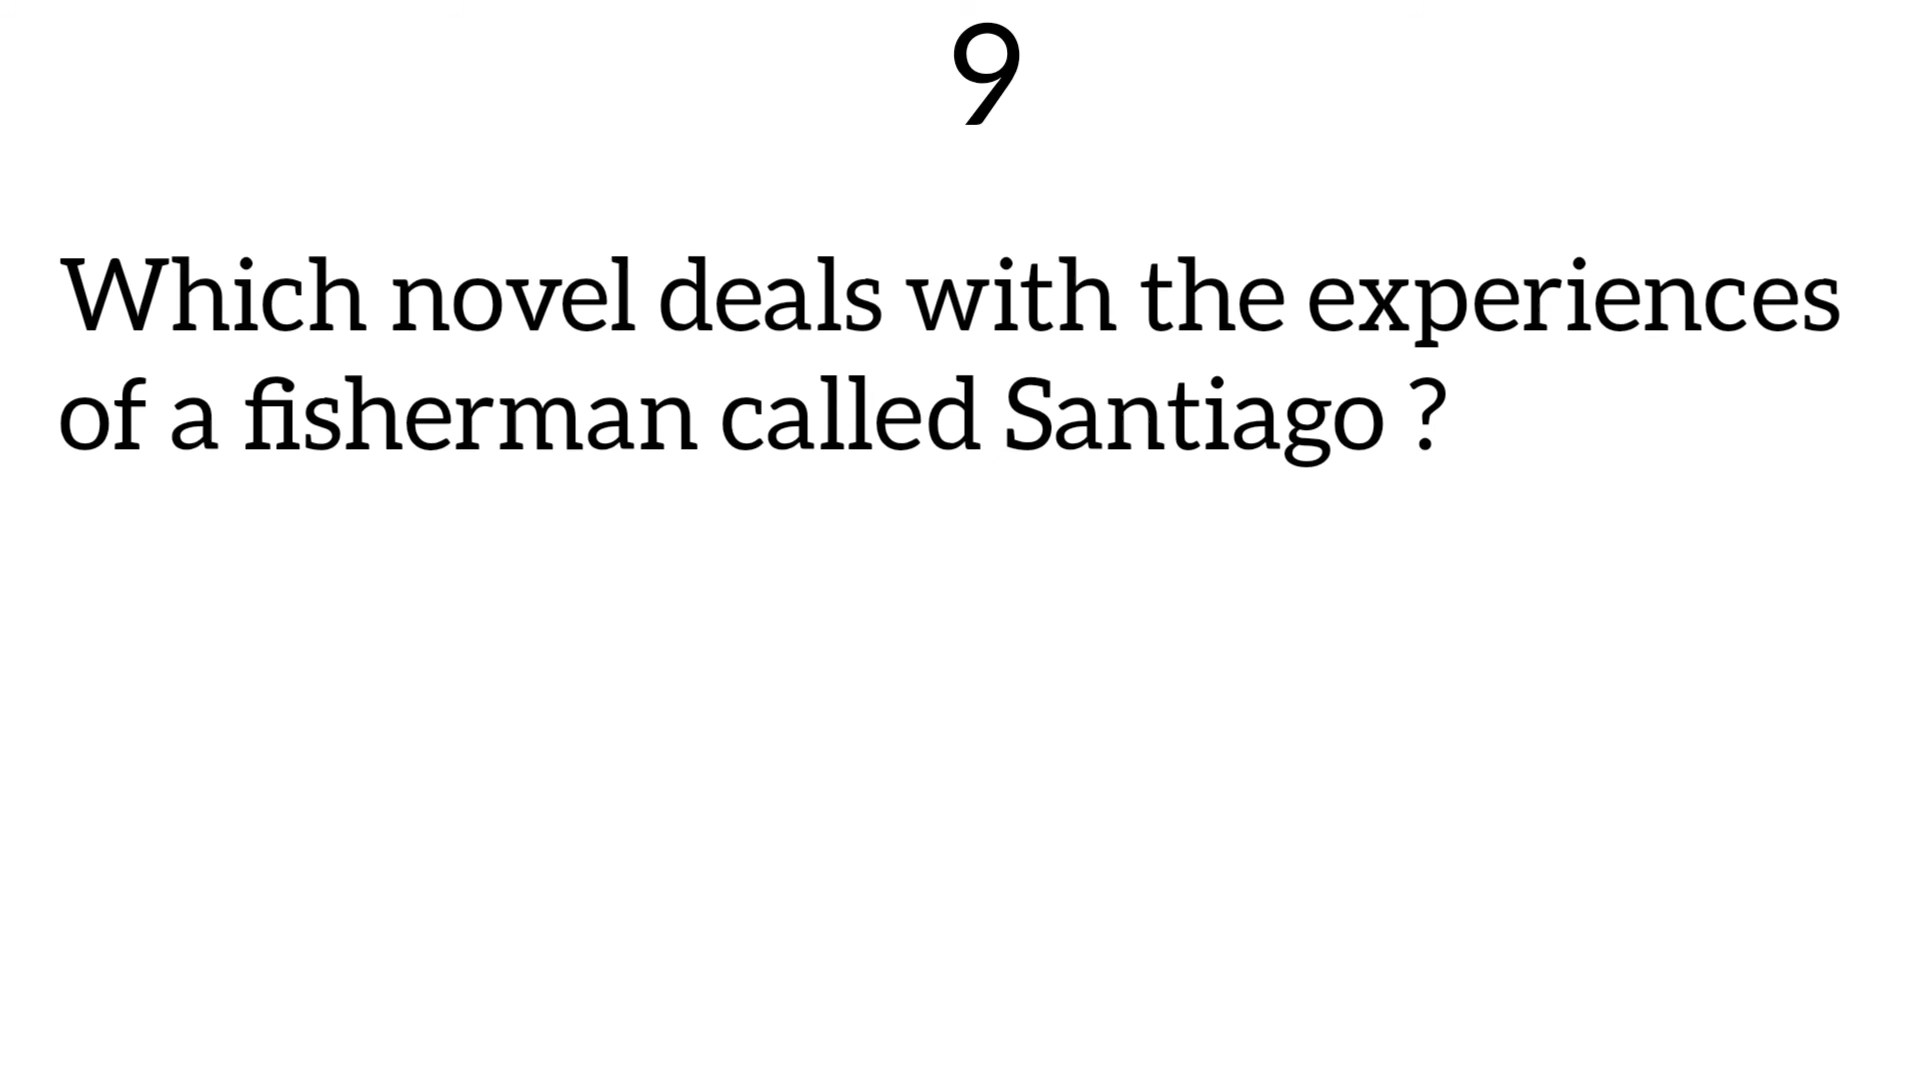 9
Which novel deals with the experiences
of a fisherman called Santiago ?